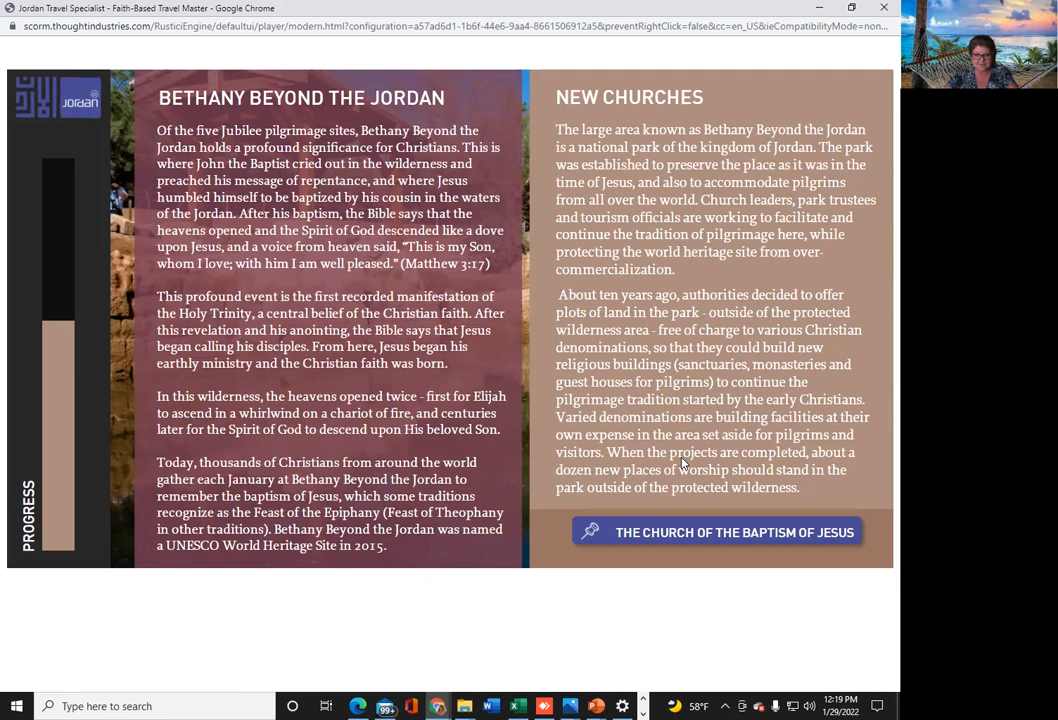 Jordan Travel Specialist - Faith-Based Travel Master - Google Chrome
scorm.thoughtindustries.com/RusticiEngine/defaultui/player/modern.html?configuration=a57ad6d1-1b6f-44e6-9aa4-8661506912a5&preventRightClick=false&cc=en_US&ieCompatibilityMode=non...
Jordan
PROGRESS
BETHANY BEYOND THE JORDAN
Of the five Jubilee pilgrimage sites, Bethany Beyond the
Jordan holds a profound significance for Christians. This is
where John the Baptist cried out in the wilderness and
preached his message of repentance, and where Jesus
humbled himself to be baptized by his cousin in the waters
of the Jordan. After his baptism, the Bible says that the
heavens opened and the Spirit of God descended like a dove
upon Jesus, and a voice from heaven said, “This is my Son,
whom I love; with him I am well pleased.” (Matthew 3:17)
This profound event is the first recorded manifestation of
the Holy Trinity, a central belief of the Christian faith. After
this revelation and his anointing, the Bible says that Jesus
began calling his disciples. From here, Jesus began his
earthly ministry and the Christian faith was born.
In this wilderness, the heavens opened twice - first for Elijah
to ascend in a whirlwind on a chariot of fire, and centuries
later for the Spirit of God to descend upon His beloved Son.
Today, thousands of Christians from around the world
gather each January at Bethany Beyond the Jordan to
remember the baptism of Jesus, which some traditions
recognize as the Feast of the Epiphany (Feast of Theophany
in other traditions). Bethany Beyond the Jordan was named
a UNESCO World Heritage Site in 2015.
NEW CHURCHES
The large area known as Bethany Beyond the Jordan
is a national park of the kingdom of Jordan. The park
was established to preserve the place as it was in the
time of Jesus, and also to accommodate pilgrims
from all over the world. Church leaders, park trustees
and tourism officials are working to facilitate and
continue the tradition of pilgrimage here, while
protecting the world heritage site from over-
commercialization.
About ten years ago, authorities decided to offer
plots of land in the park - outside of the protected
wilderness area - free of charge to various Christian
denominations, so that they could build new
religious buildings (sanctuaries, monasteries and
guest houses for pilgrims) to continue the
pilgrimage tradition started by the early Christians.
Varied denominations are building facilities at their
own expense in the area set aside for pilgrims and
visitors. When the projects are completed, about a
dozen new places of worship should stand in the
park outside of the protected wilderness.
THE CHURCH OF THE BAPTISM OF JESUS
Type here to search
99+
58°F
12:19 PM
1/29/2022